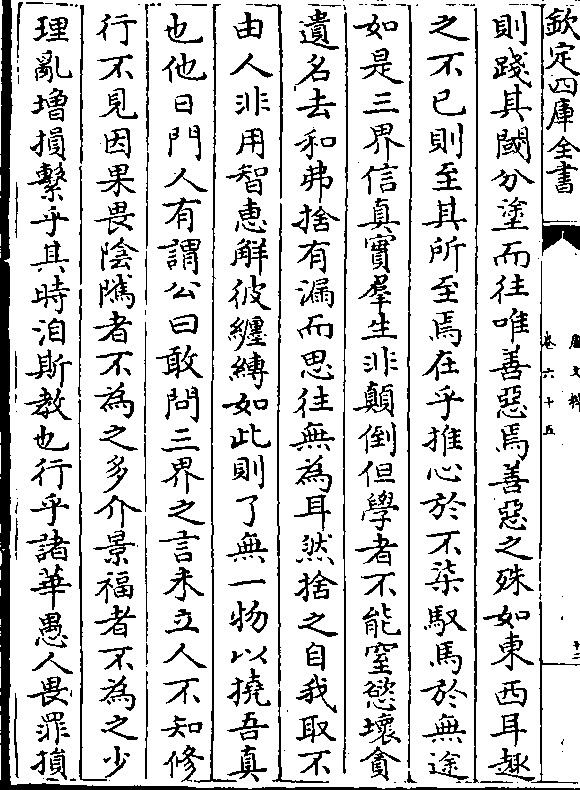 欽定四庫全書
卷六十五
則踐其閾分塗而往唯善惡焉善惡之殊如東西耳趣
之不已則至其所至焉在乎推心於不柒馭馬於無途
如是三界信真實羣生非顛倒但學者不能窒慾壞貪
遺名去和弗捨有漏而思往無為耳然捨之自我取不
由人非用智恵解彼纏縛如此則了無一物以撓吾真
也他日門人有謂公曰敢問三界之言未立人不知修
行不見因果畏陰隲者不為之多介景福者不為之少
理亂増損繫乎其時洎斯教也行乎諸華愚人畏罪損